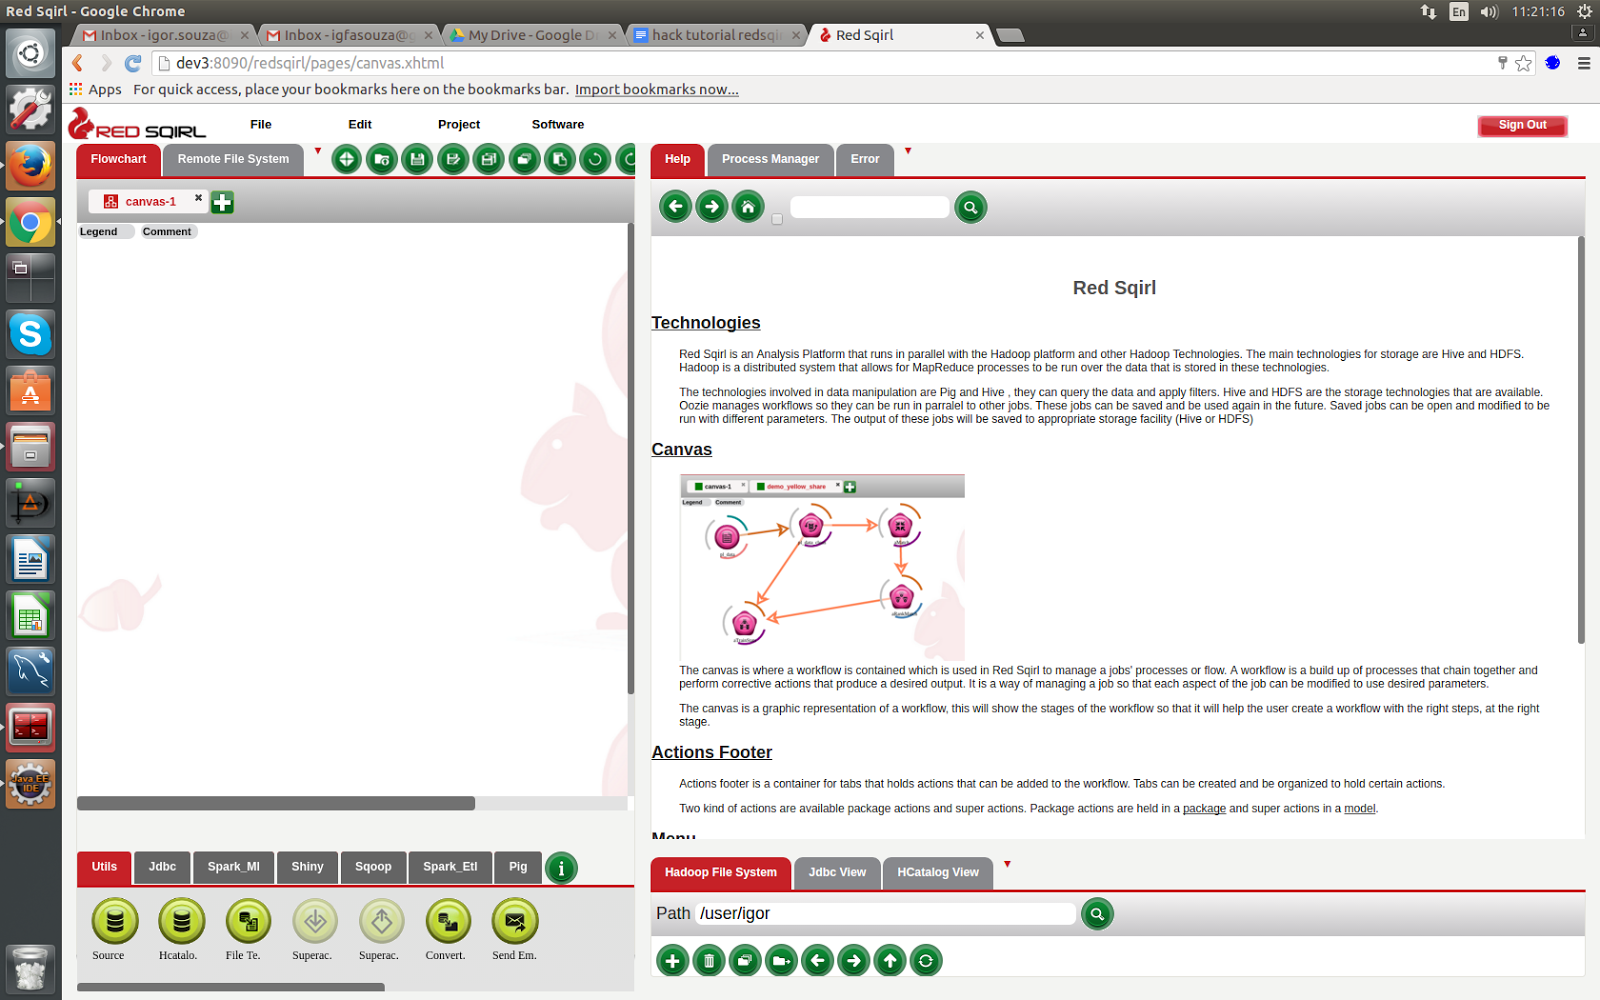 Red Sqirl - Google Chrome
En
11:21:16
Inbox - igor.souza@
Inbox - igfasouza@g
My Drive - Google D
hack tutorial redsqi
Red Sqirl
dev3:8090/redsqirl/pages/canvas.xhtml
Apps For quick access, place your bookmarks here on the bookmarks bar. Import bookmarks now...
RED SQIRL
File Edit Project Software
Sign Out
Flowchart Remote File System
canvas-1
Legend Comment
Help Process Manager Error
Red Sqirl
Technologies
Red Sqirl is an Analysis Platform that runs in parallel with the Hadoop platform and other Hadoop Technologies. The main technologies for storage are Hive and HDFS.
Hadoop is a distributed system that allows for MapReduce processes to be run over the data that is stored in these technologies.
The technologies involved in data manipulation are Pig and Hive , they can query the data and apply filters. Hive and HDFS are the storage technologies that are available.
Oozie manages workflows so they can be run in parralel to other jobs. These jobs can be saved and be used again in the future. Saved jobs can be open and modified to be
run with different parameters. The output of these jobs will be saved to appropriate storage facility (Hive or HDFS)
Canvas
canvas-1 demo_yellow_share
Legend Comment
The canvas is where a workflow is contained which is used in Red Sqirl to manage a jobs' processes or flow. A workflow is a build up of processes that chain together and
perform corrective actions that produce a desired output. It is a way of managing a job so that each aspect of the job can be modified to use desired parameters.
The canvas is a graphic representation of a workflow, this will show the stages of the workflow so that it will help the user create a workflow with the right steps, at the right
stage.
Actions Footer
Actions footer is a container for tabs that holds actions that can be added to the workflow. Tabs can be created and be organized to hold certain actions.
Two kind of actions are available package actions and super actions. Package actions are held in a package and super actions in a model.
Menu
Utils Jdbc Spark_Ml Shiny Sqoop Spark_Etl Pig
Source Hcatalo. File Te. Superac. Superac. Convert. Send Em.
Hadoop File System Jdbc View HCatalog View
Path /user/igor
Java EE
IDE